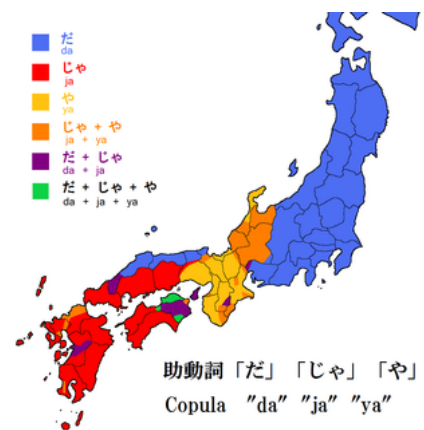 だ
da
じゃ
ja
や
ya
じゃ + や
ja + ya
だ + じゃ
da + ja
だ + じゃ + や
da + ja + ya
助動詞「だ」「じゃ」「や」
Copula "da" "ja" "ya"